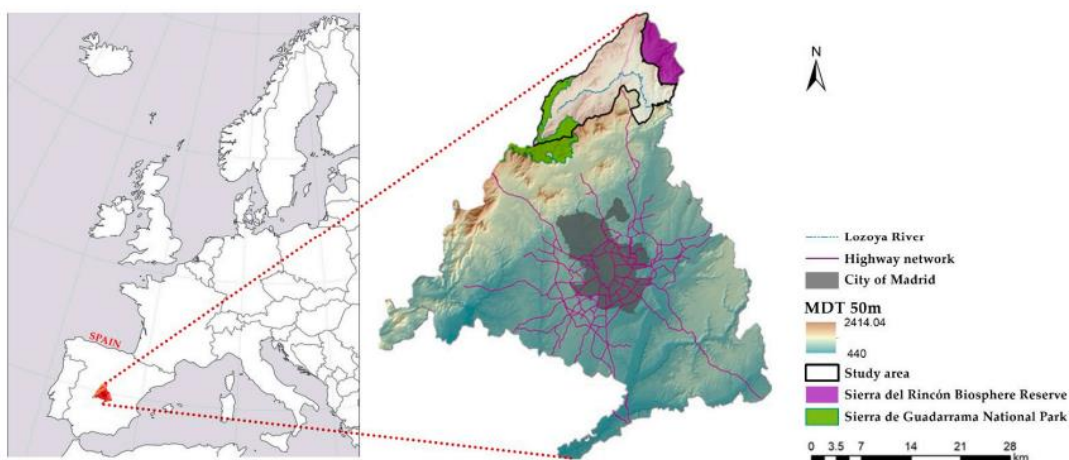 SPAIN
N
Lozoya River
Highway network
City of Madrid
MDT 50m
2414.04
440
Study area
Sierra del Rincón Biosphere Reserve
Sierra de Guadarrama National Park
0 3.5 7 14 21 28
km